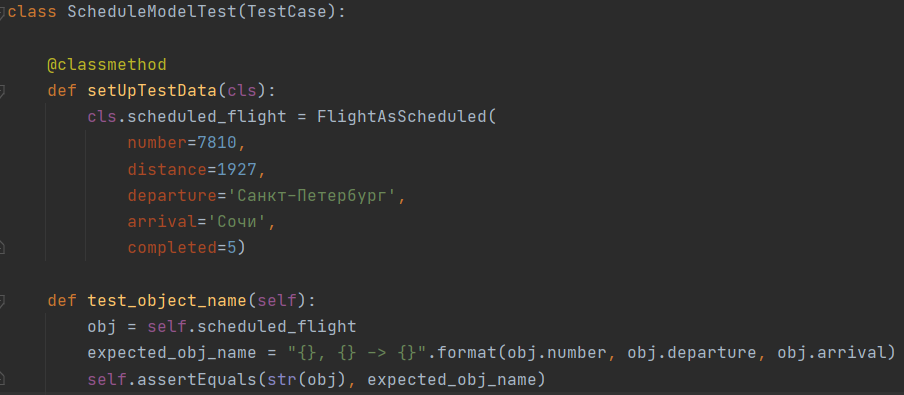 class ScheduleModelTest(TestCase):
@classmethod
def setUpTestData(cls):
cls.scheduled_flight = FlightAsScheduled(
number=7810,
distance=1927,
departure='Санкт-Петербург',
arrival='Сочи',
completed=5)
def test_object_name(self):
obj = self.scheduled_flight
expected_obj_name = "{}, {} -> {}".format(obj.number, obj.departure, obj.arrival)
self.assertEquals(str(obj), expected_obj_name)